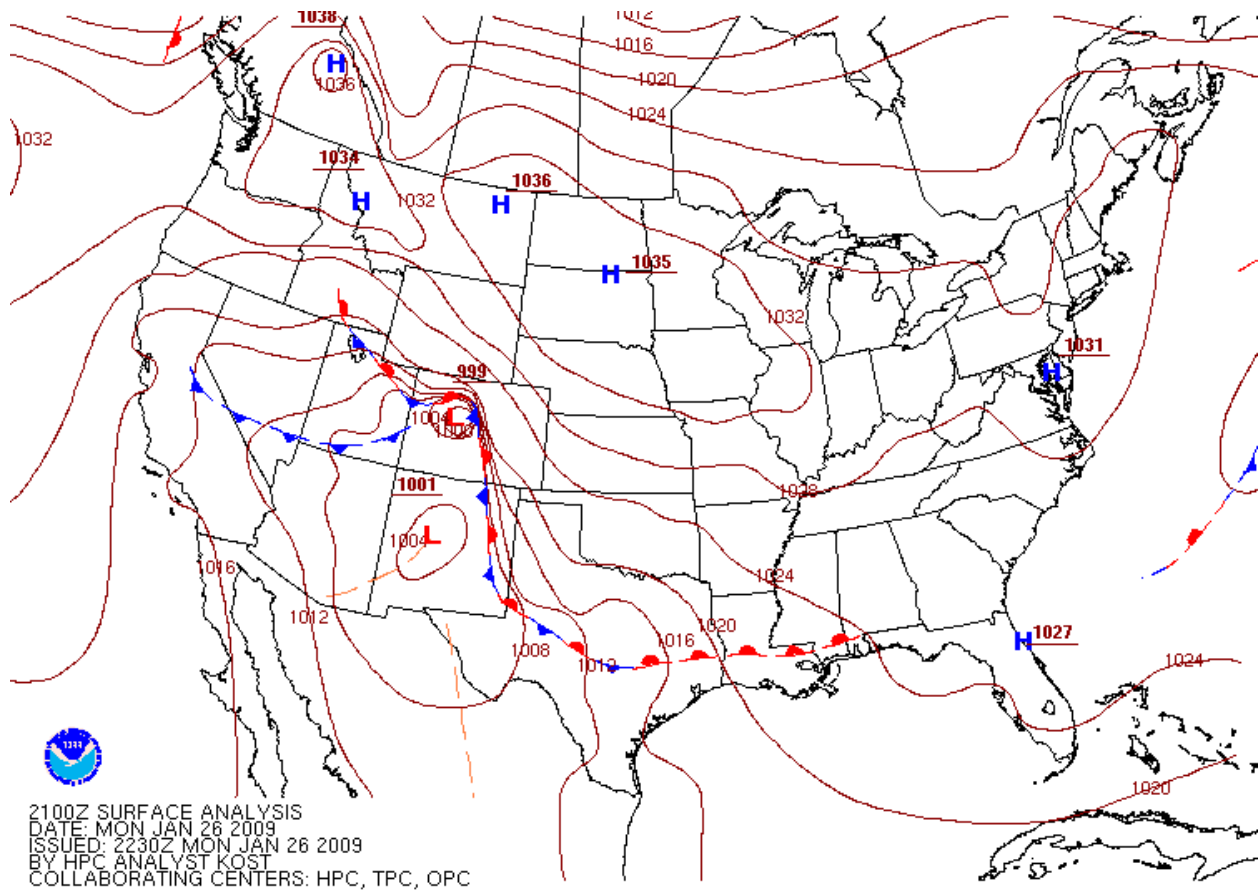 1038
1012
1016
1020
1036
1024
1032
1034
1036
1032
1035
1032
1031
999
1004
1000
1028
1001
1004
1016
1024
1012
1020
1016
1027
1008
1012
1024
1020
2100Z SURFACE ANALYSIS
DATE: MON JAN 26 2009
ISSUED: 2230Z MON JAN 26 2009
BY HPC ANALYST KOST
COLLABORATING CENTERS: HPC, TPC, OPC
H
H
H
H
H
L
L
H